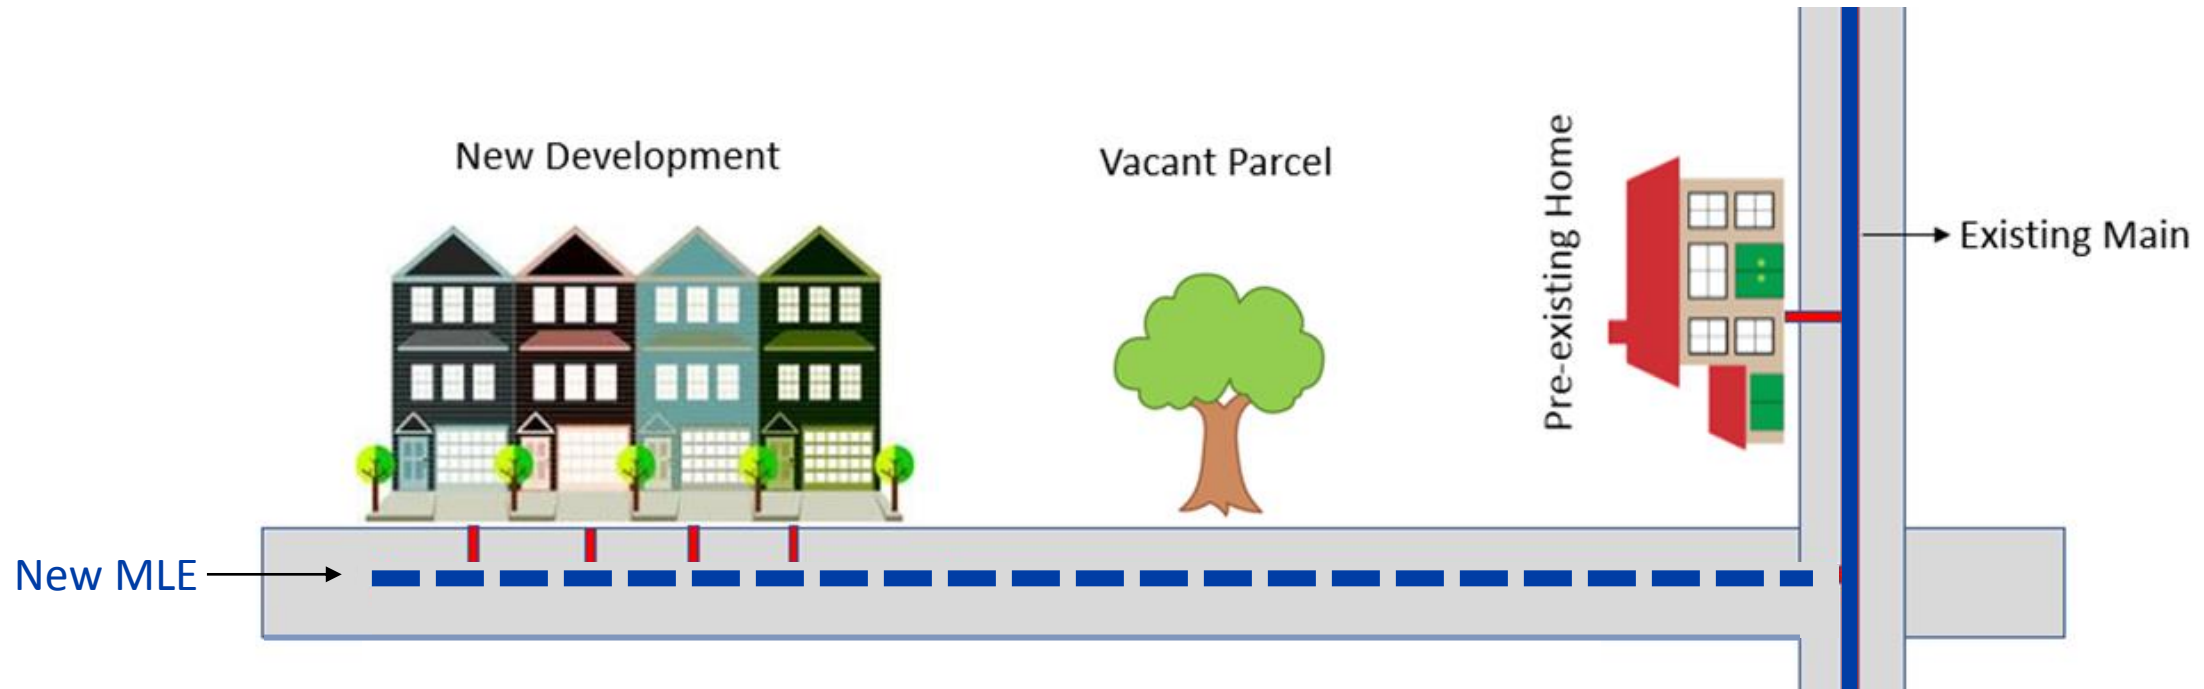 New Development
Vacant Parcel
Pre-existing Home
Existing Main
New MLE